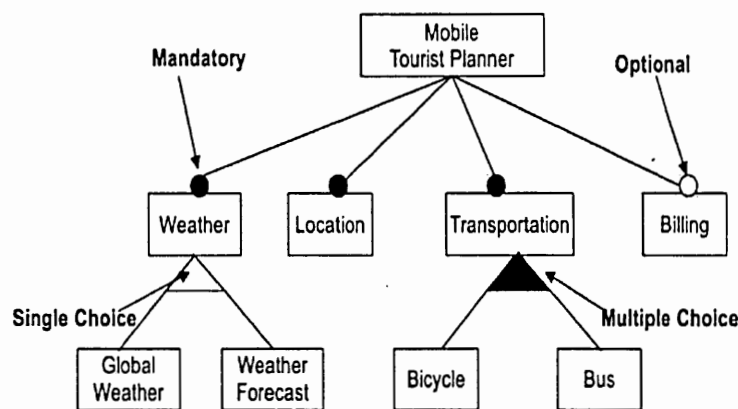 Mobile
Tourist Planner
Mandatory
Optional
Weather
Location
Transportation
Billing
Single Choice
Multiple Choice
Global
Weather
Weather
Forecast
Bicycle
Bus